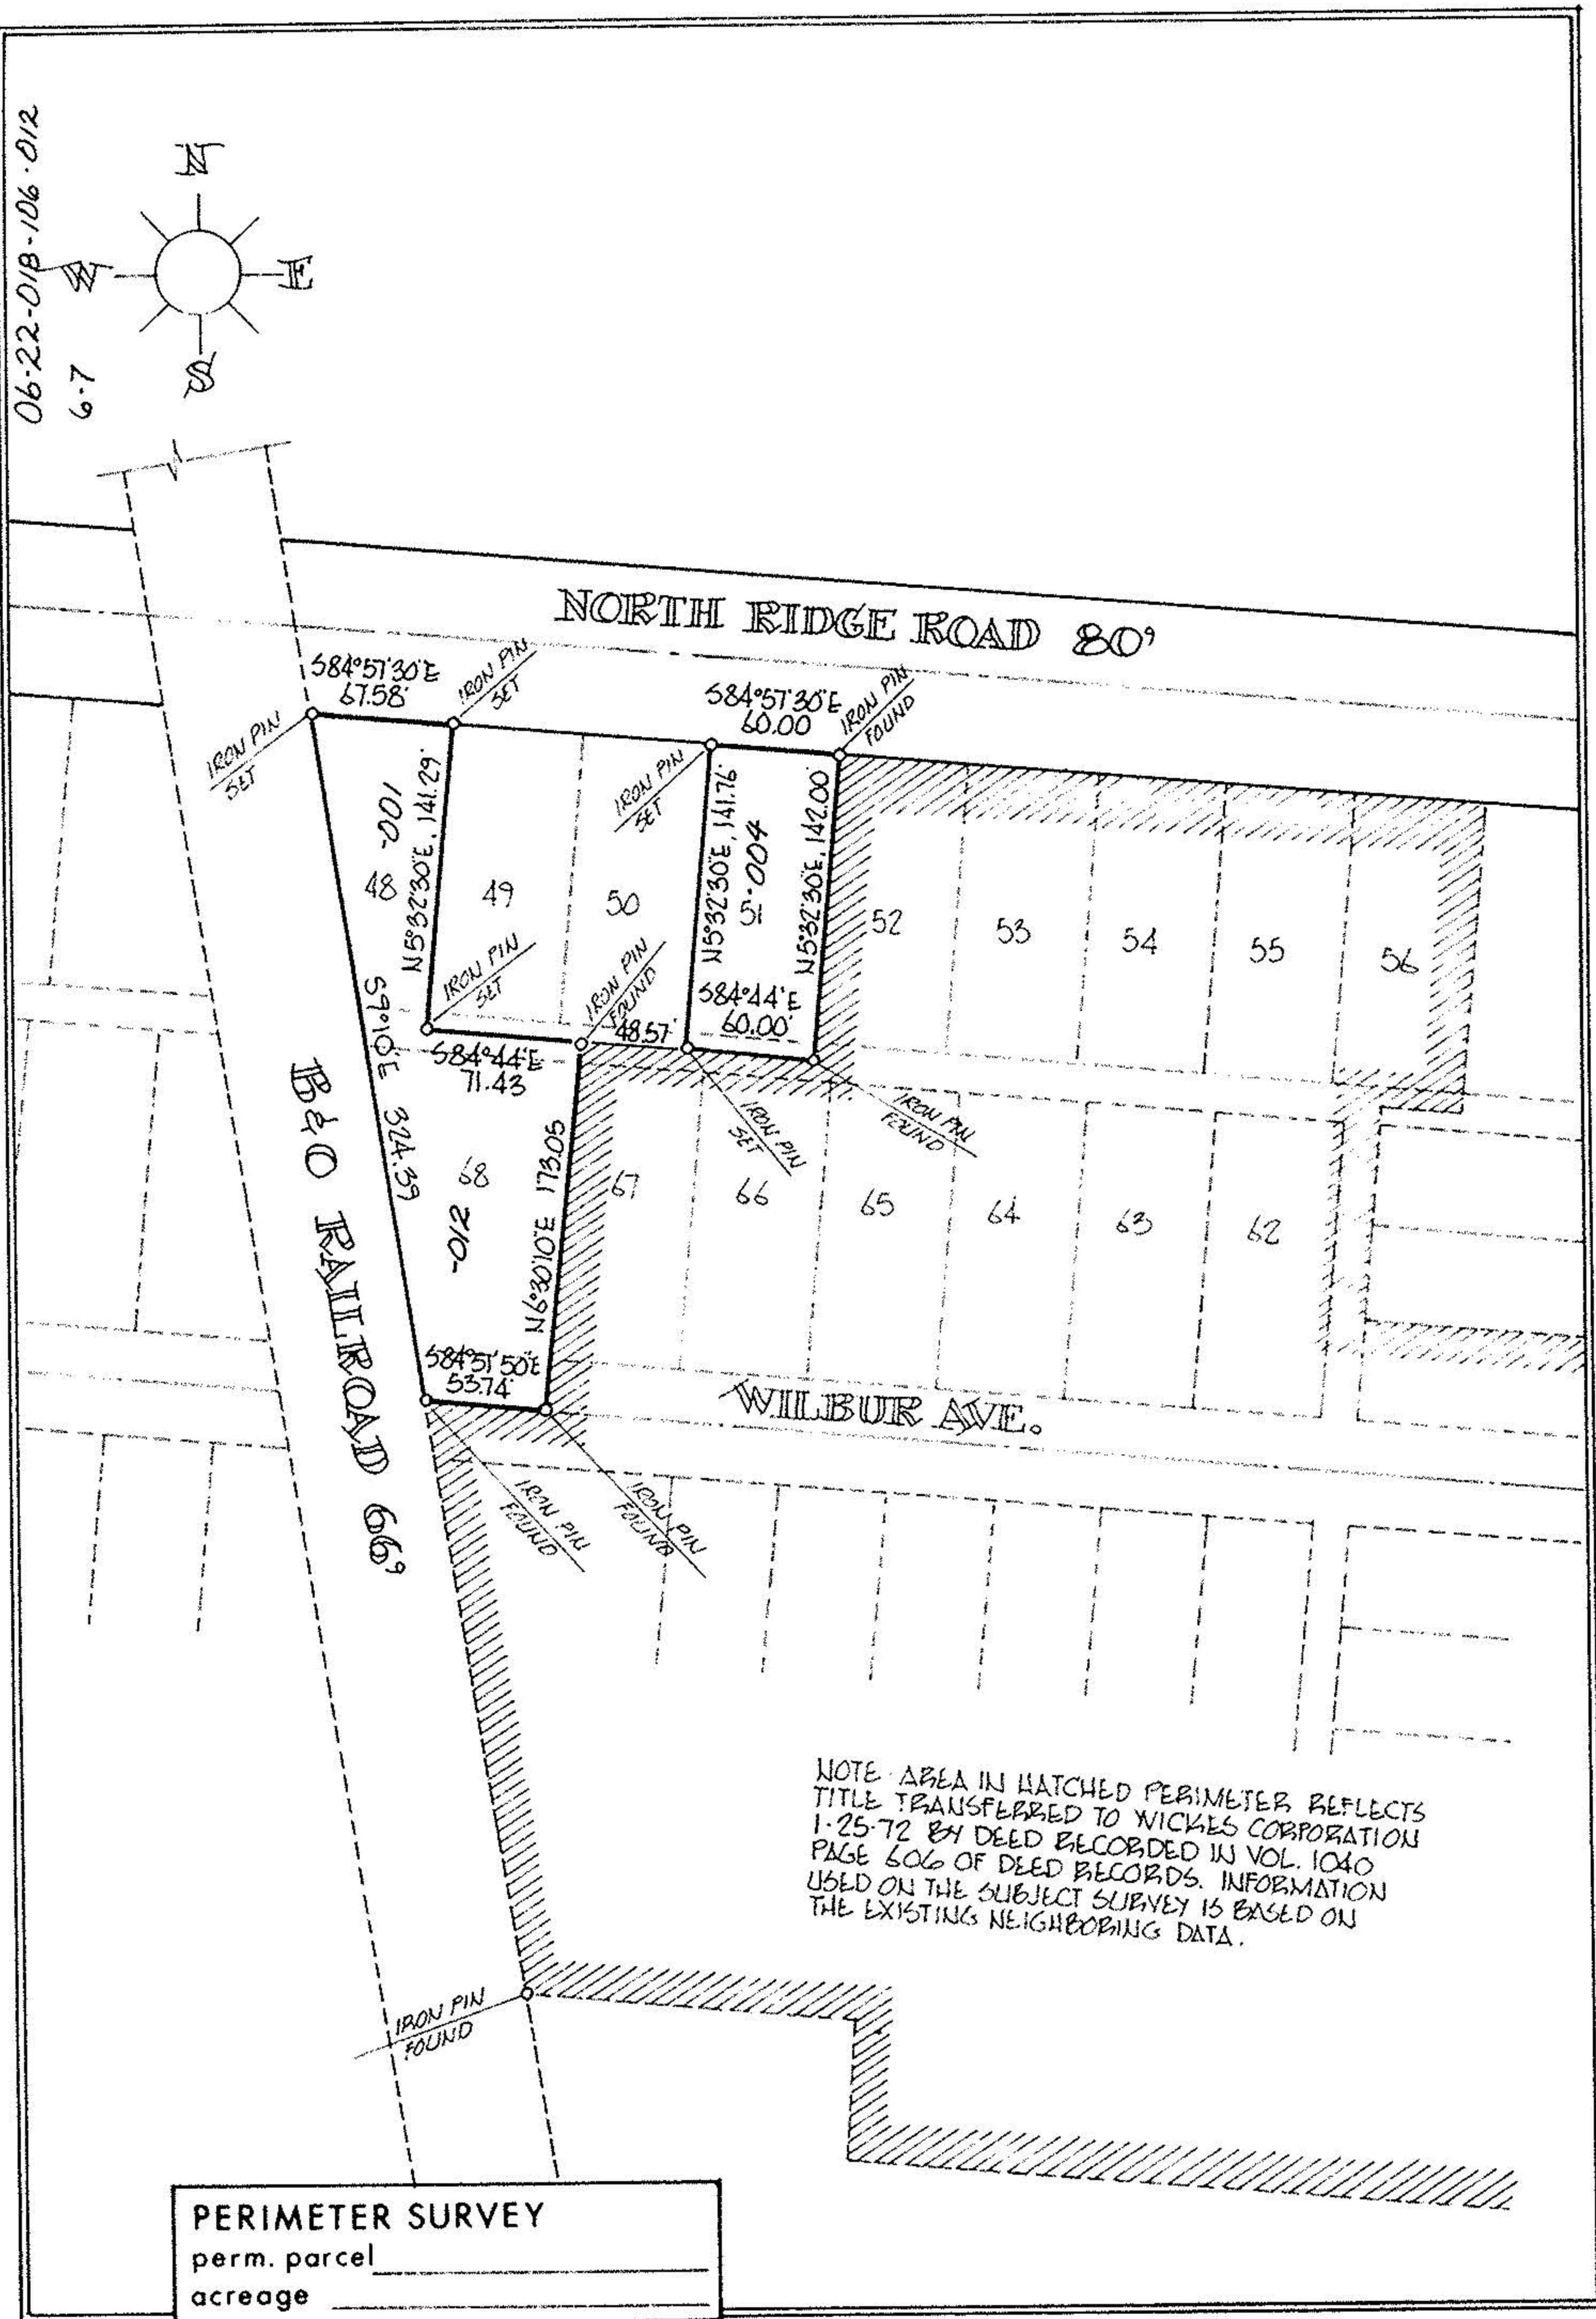 06-22-018-106-012
6-7
N
W
E
S
NORTH RIDGE ROAD 80'
S84°57'30"E
67.58'
IRON PIN
SET
S84°57'30"E
60.00
IRON PIN
FOUND
IRON PIN
SET
IRON PIN
SET
-001
48
N5°32'30"E, 141.29'
49
50
N5°32'30"E, 141.76'
51-004
N5°32'30"E, 142.00'
52
53
54
55
56
IRON PIN
SET
IRON PIN
FOUND
S84°44'E
60.00'
48.57'
S84°44'E
71.43
S9°10'E 324.39
B&O RAILROAD 66'
IRON PIN
SET
IRON PIN
FOUND
68
-012
N6°30'10"E 173.05
67
66
65
64
63
62
S84°51'50"E
53.74'
WILBUR AVE.
IRON PIN
FOUND
IRON PIN
FOUND
NOTE: AREA IN HATCHED PERIMETER REFLECTS
TITLE TRANSFERRED TO WICKES CORPORATION
1-25-72 BY DEED RECORDED IN VOL. 1040
PAGE 606 OF DEED RECORDS. INFORMATION
USED ON THE SUBJECT SURVEY IS BASED ON
THE EXISTING NEIGHBORING DATA.
IRON PIN
FOUND
PERIMETER SURVEY
perm. parcel
acreage